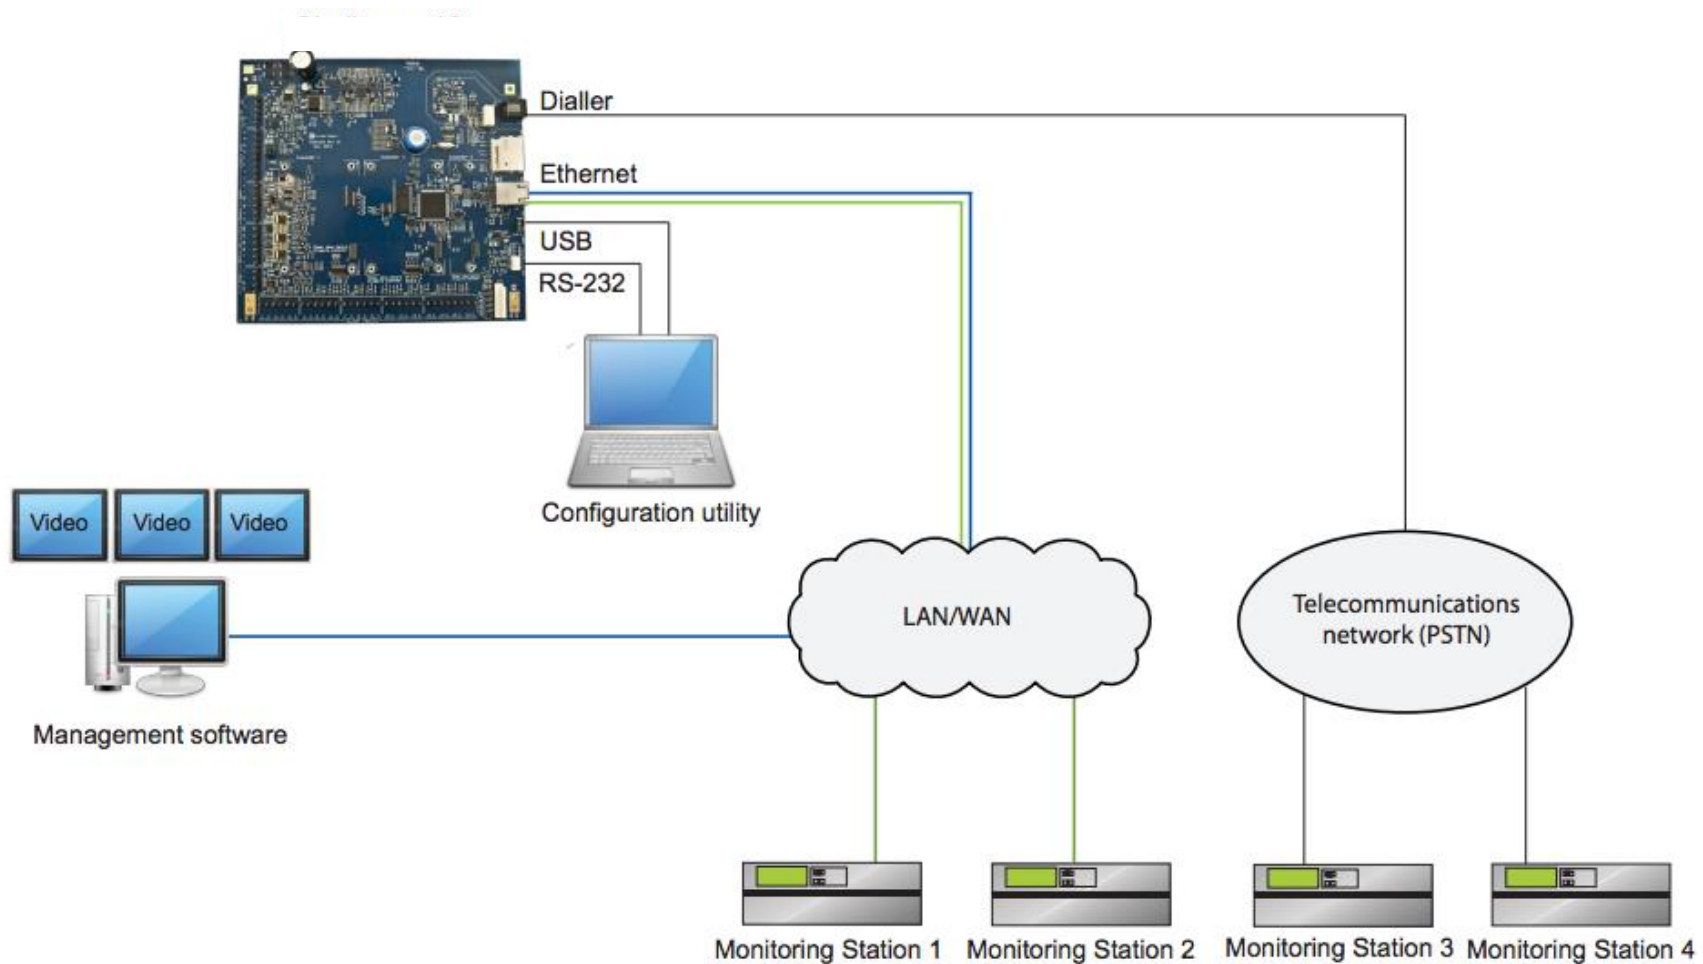 Dialler
Ethernet
USB
RS-232
Configuration utility
Video Video Video
LAN/WAN
Telecommunications
network (PSTN)
Management software
Monitoring Station 1 Monitoring Station 2 Monitoring Station 3 Monitoring Station 4